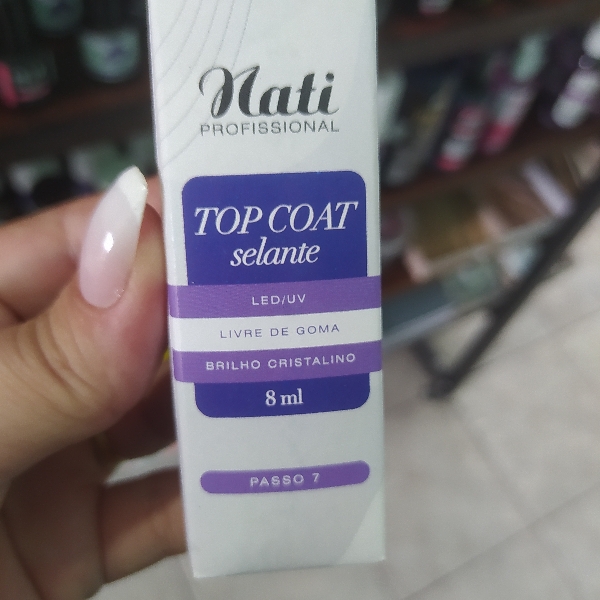 Nati
PROFISSIONAL
TOP COAT
selante
LED/UV
LIVRE DE GOMA
BRILHO CRISTALINO
8 ml
PASSO 7